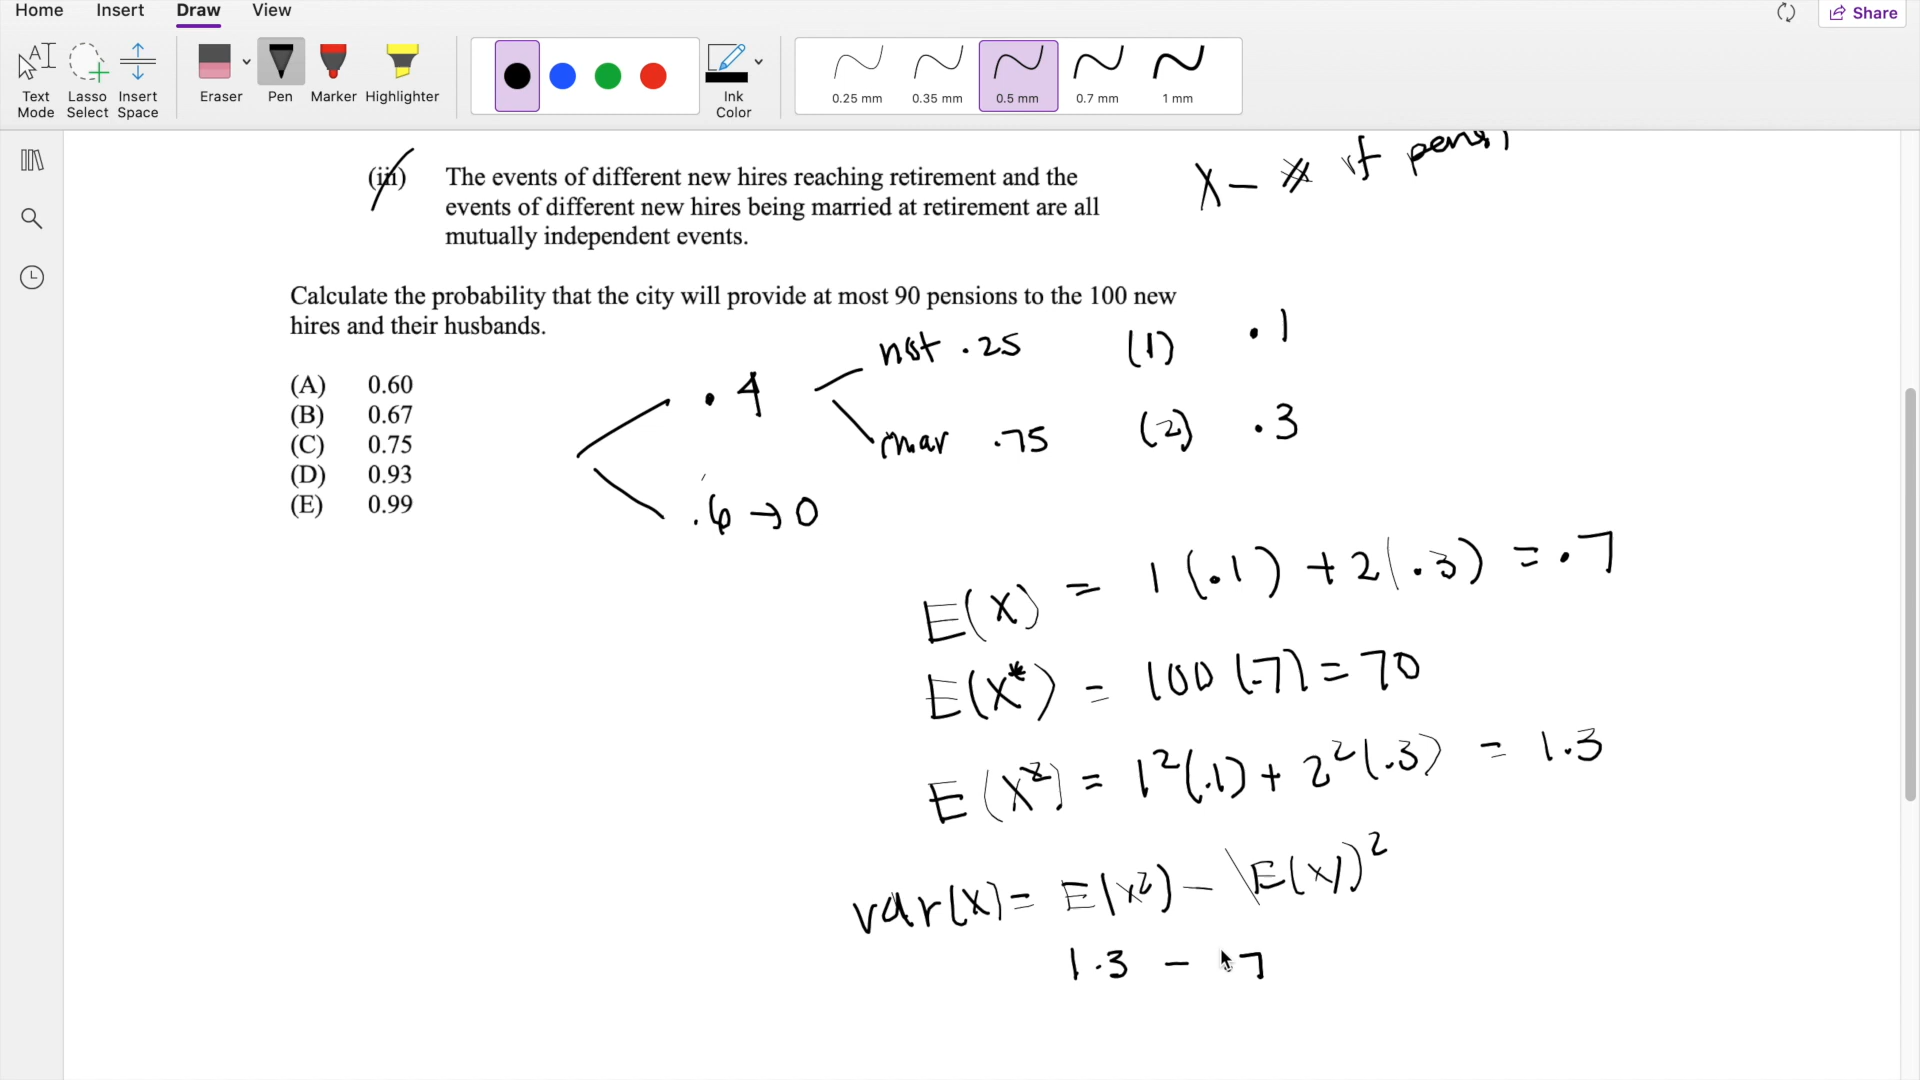 Home Insert Draw View Share
AI
Text Mode Lasso Select Insert Space Eraser Pen Marker Highlighter Ink Color 0.25 mm 0.35 mm 0.5 mm 0.7 mm 1 mm
X - # of pens
(iii) The events of different new hires reaching retirement and the
events of different new hires being married at retirement are all
mutually independent events.
Calculate the probability that the city will provide at most 90 pensions to the 100 new
hires and their husbands.
(A) 0.60
(B) 0.67
(C) 0.75
(D) 0.93
(E) 0.99
not .25 (1) .1
.4
mar .75 (2) .3
.6 → 0
E(X) = 1(.1) + 2(.3) = .7
E(X*) = 100(.7) = 70
E(X²) = 1²(.1) + 2²(.3) = 1.3
var(X) = E(X²) - (E(X))²
1.3 - .7